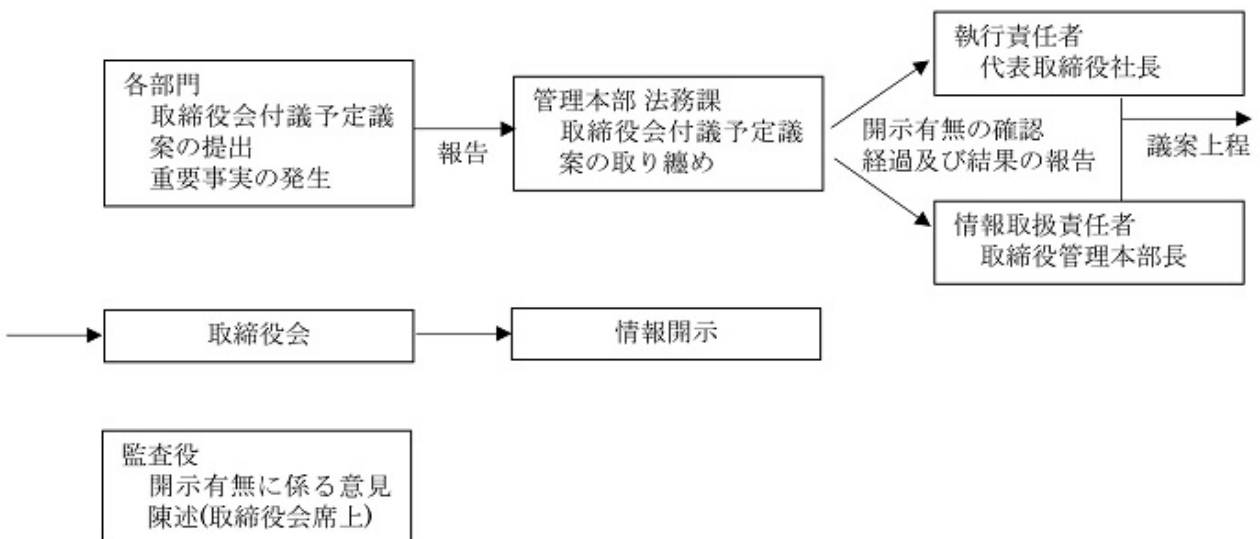 各部門
取締役会付議予定議
案の提出
重要事実の発生
報告
管理本部 法務課
取締役会付議予定議
案の取り纏め
開示有無の確認
経過及び結果の報告
執行責任者
代表取締役社長
情報取扱責任者
取締役管理本部長
議案上程
取締役会
情報開示
監査役
開示有無に係る意見
陳述(取締役会席上)